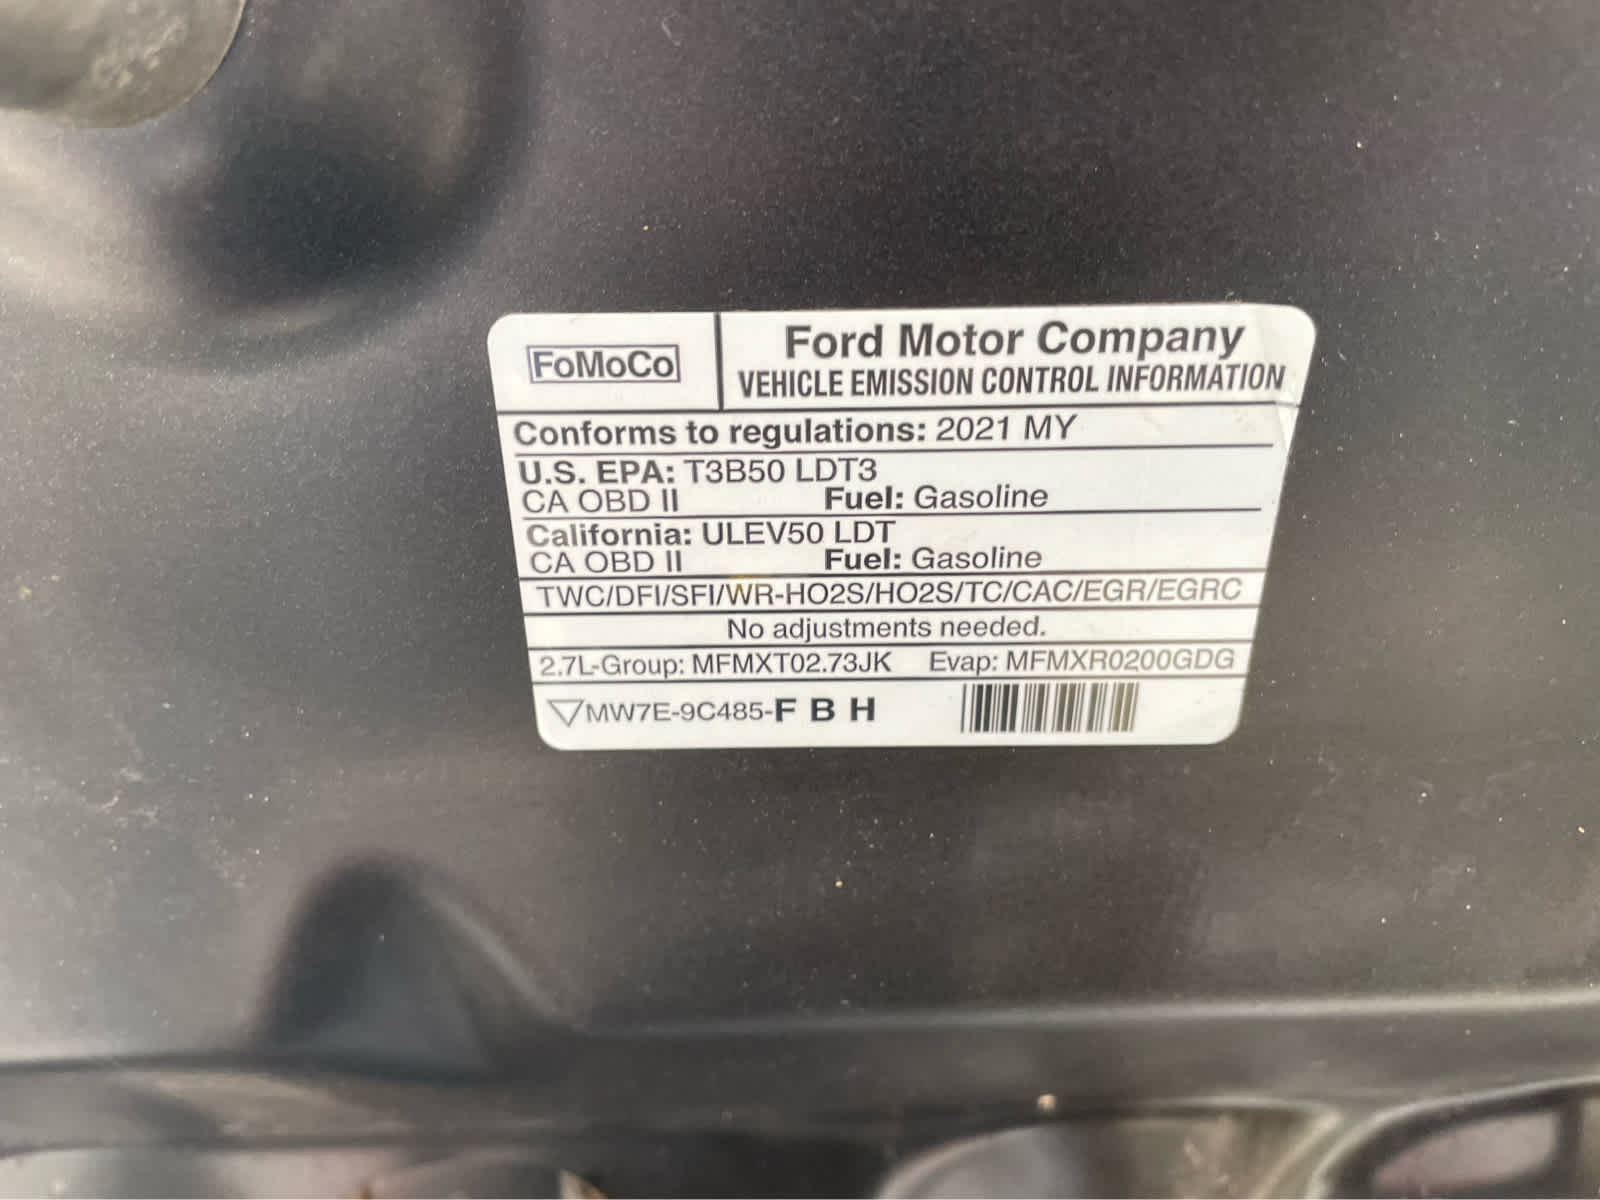 FoMoCo
Ford Motor Company
VEHICLE EMISSION CONTROL INFORMATION
Conforms to regulations: 2021 MY
U.S. EPA: T3B50 LDT3
CA OBD II Fuel: Gasoline
California: ULEV50 LDT
CA OBD II Fuel: Gasoline
TWC/DFI/SFI/WR-HO2S/HO2S/TC/CAC/EGR/EGRC
No adjustments needed.
2.7L-Group: MFMXT02.73JK Evap: MFMXR0200GDG
MW7E-9C485-F B H